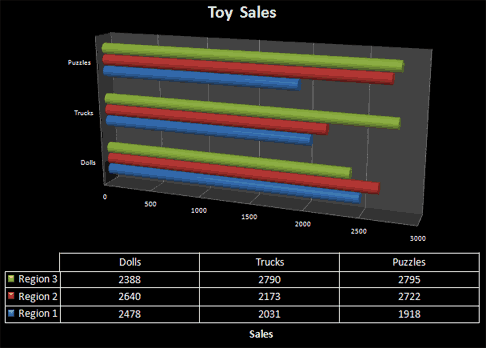 Toy Sales
Puzzles
Trucks
Dolls
0 500 1000 1500 2000 2500 3000
Dolls Trucks Puzzles
Region 3 2388 2790 2795
Region 2 2640 2173 2722
Region 1 2478 2031 1918
Sales